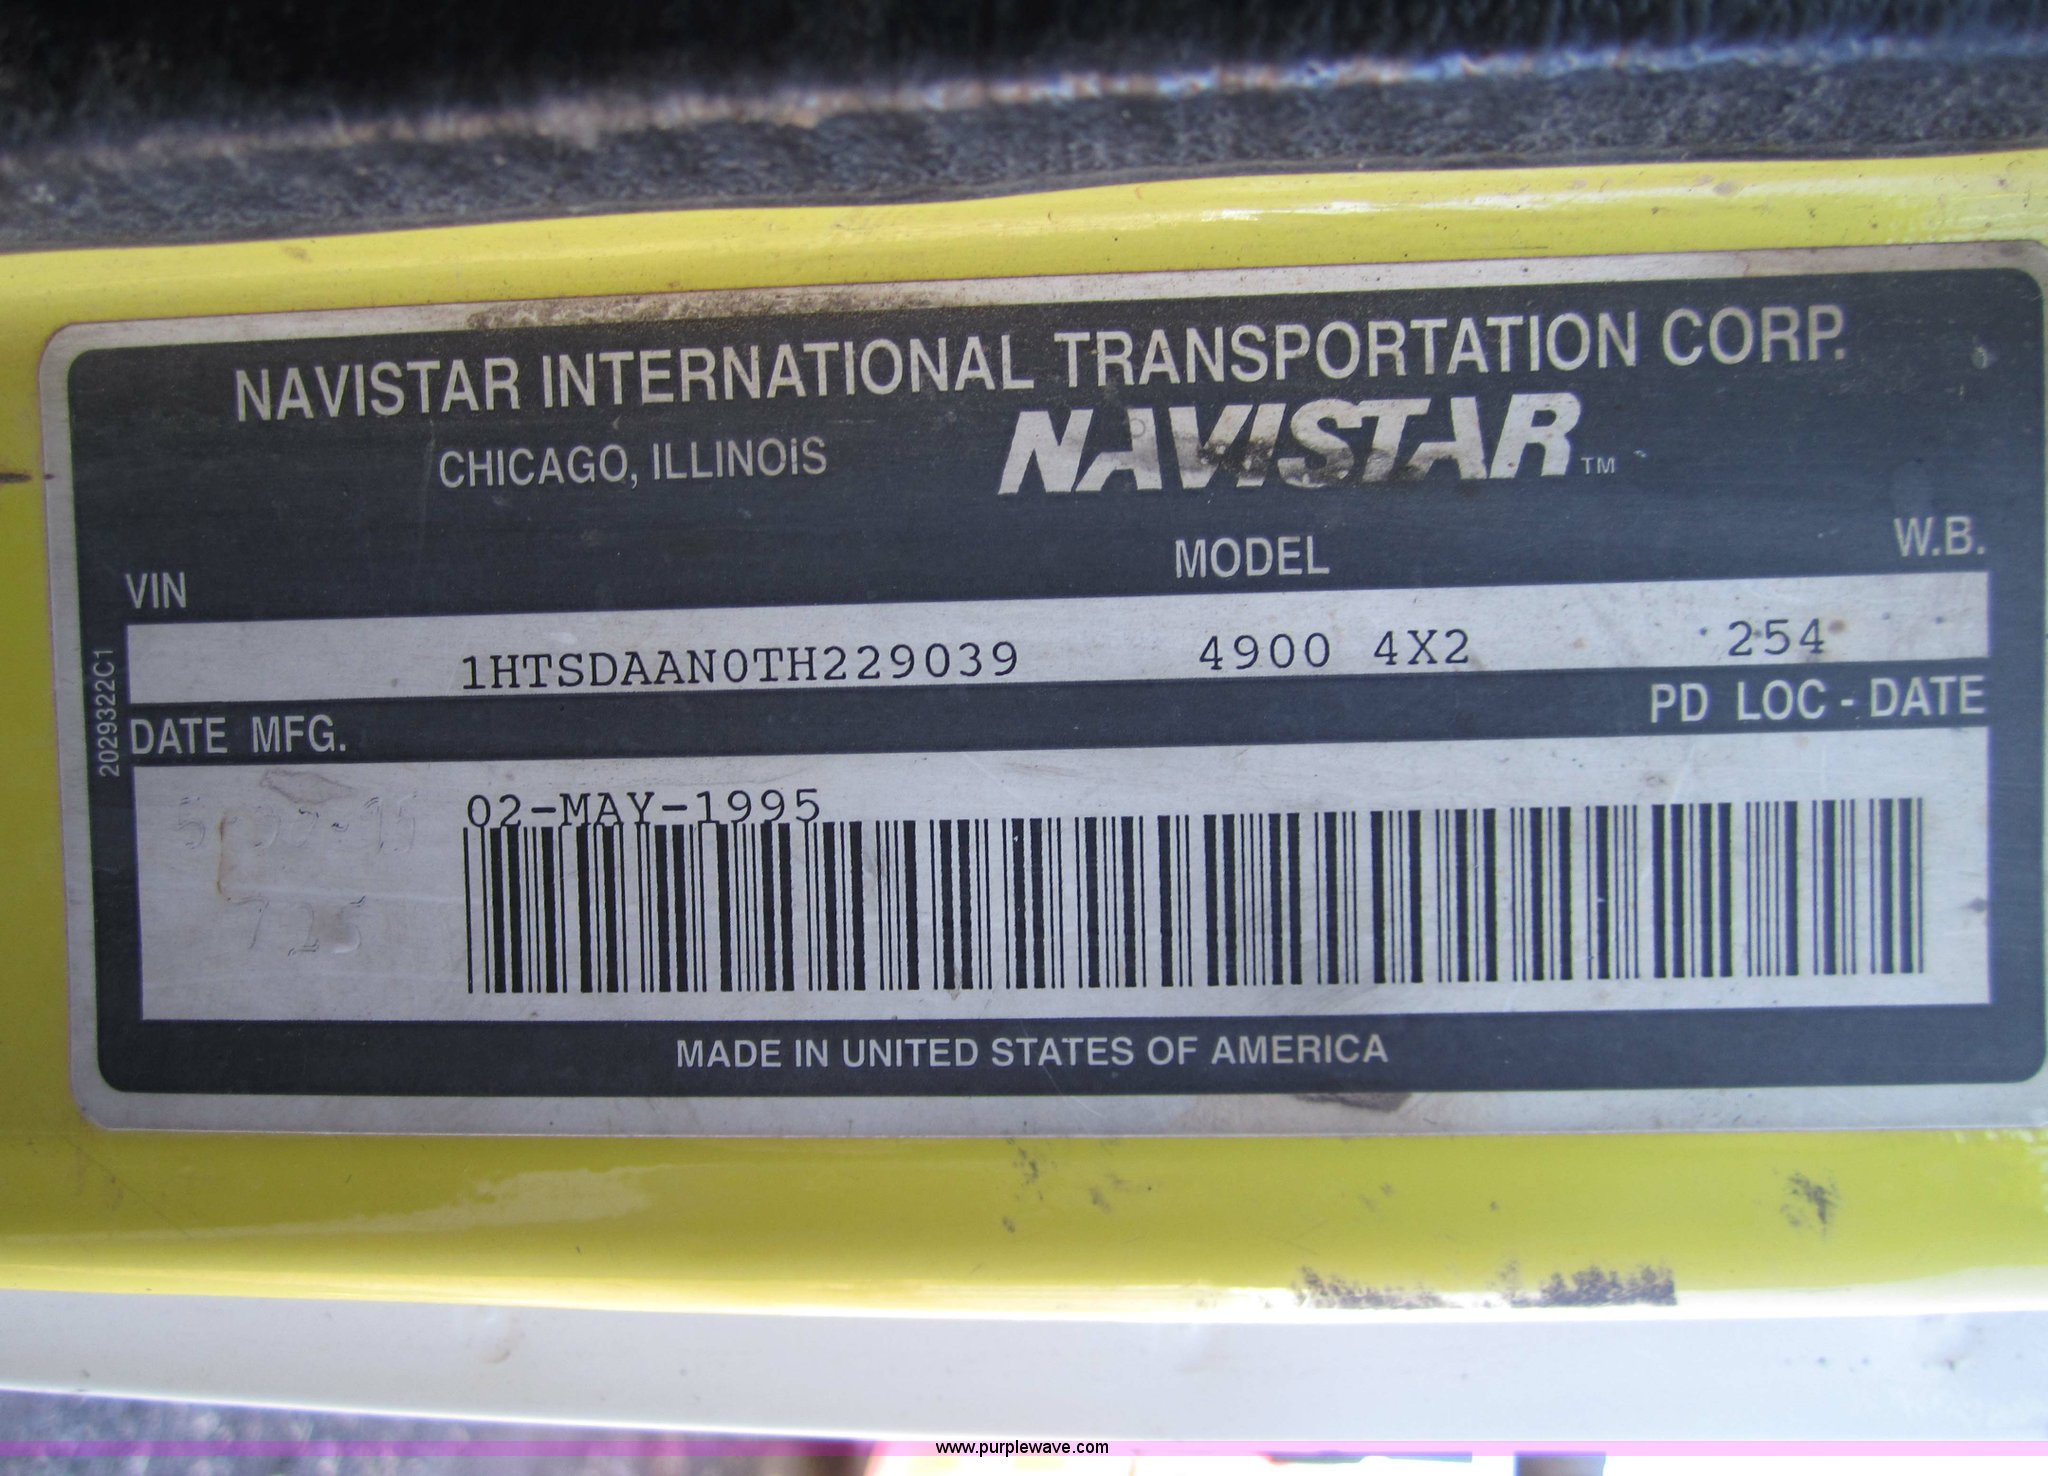 NAVISTAR INTERNATIONAL TRANSPORTATION CORP.
CHICAGO, ILLINOiS
NAVISTAR™
VIN
MODEL
W.B.
1HTSDAAN0TH229039 4900 4X2 254
DATE MFG.
PD LOC - DATE
02-MAY-1995
725
2029322C1
MADE IN UNITED STATES OF AMERICA
www.purplewave.com